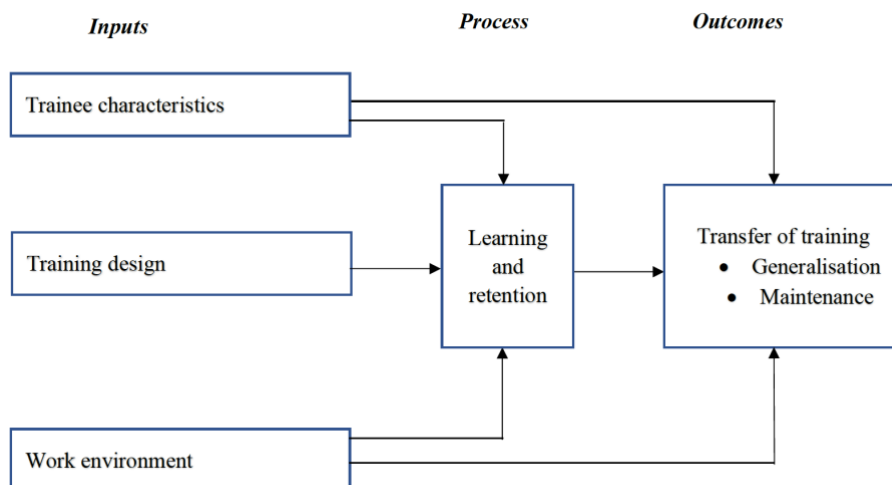 Inputs
Process
Outcomes
Trainee characteristics
Training design
Learning
and
retention
Transfer of training
• Generalisation
• Maintenance
Work environment